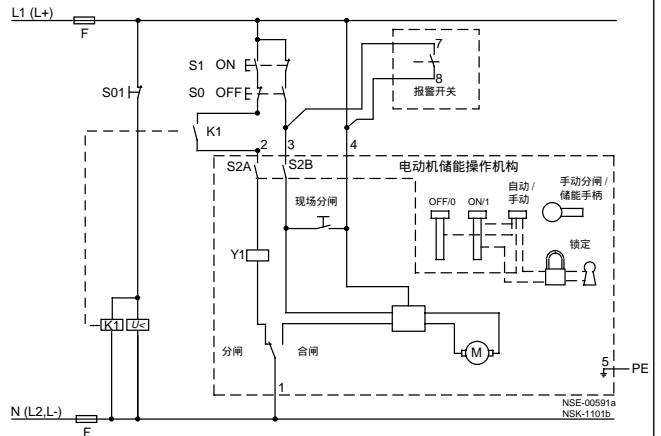 L1 (L+)
F
S1 ON
7
8
报警开关
S01
S0 OFF
K1
2 3 4
S2A S2B
电动机储能操作机构
自动 /
手动
手动分闸 /
储能手柄
OFF/0 ON/1
现场分闸
锁定
Y1
K1 U<
M
分闸 合闸
5
PE
1
NSE-00591a
NSK-1101b
N (L2,L-)
F